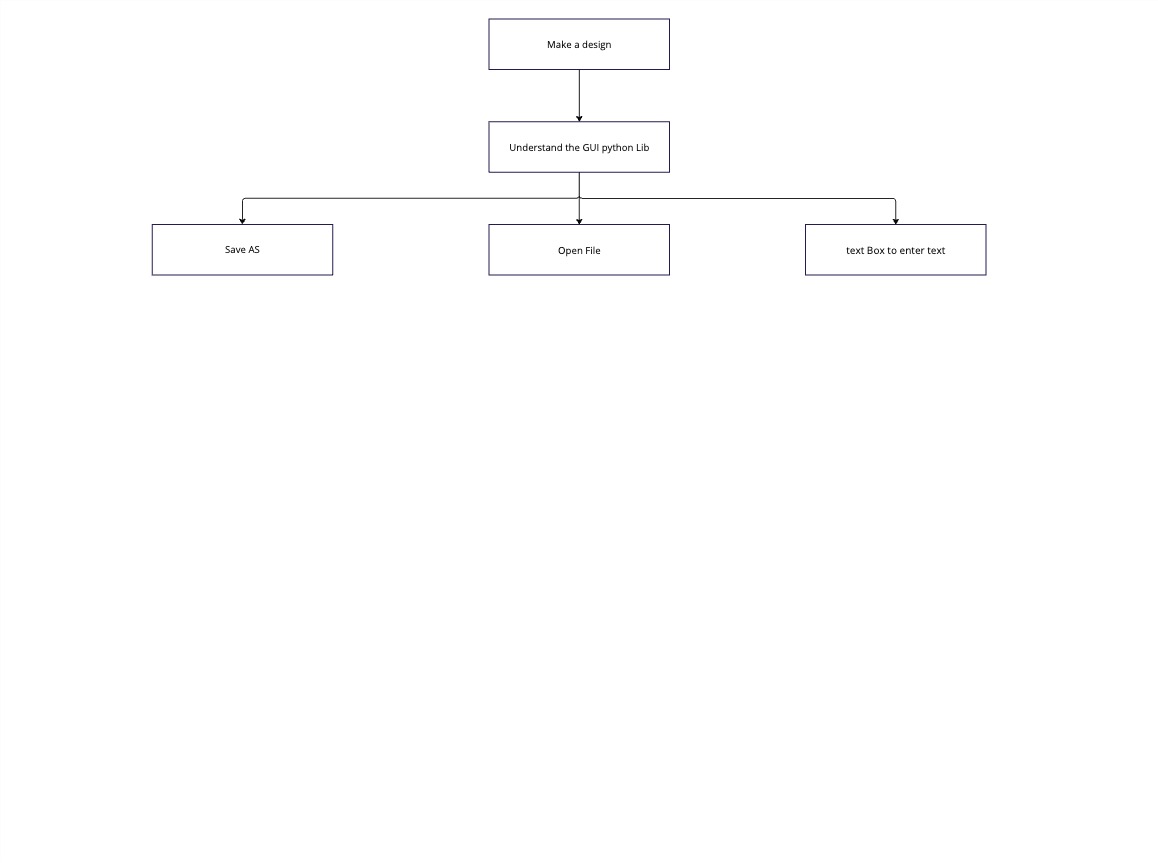 Make a design
Understand the GUI python Lib
Save AS
Open File
text Box to enter text